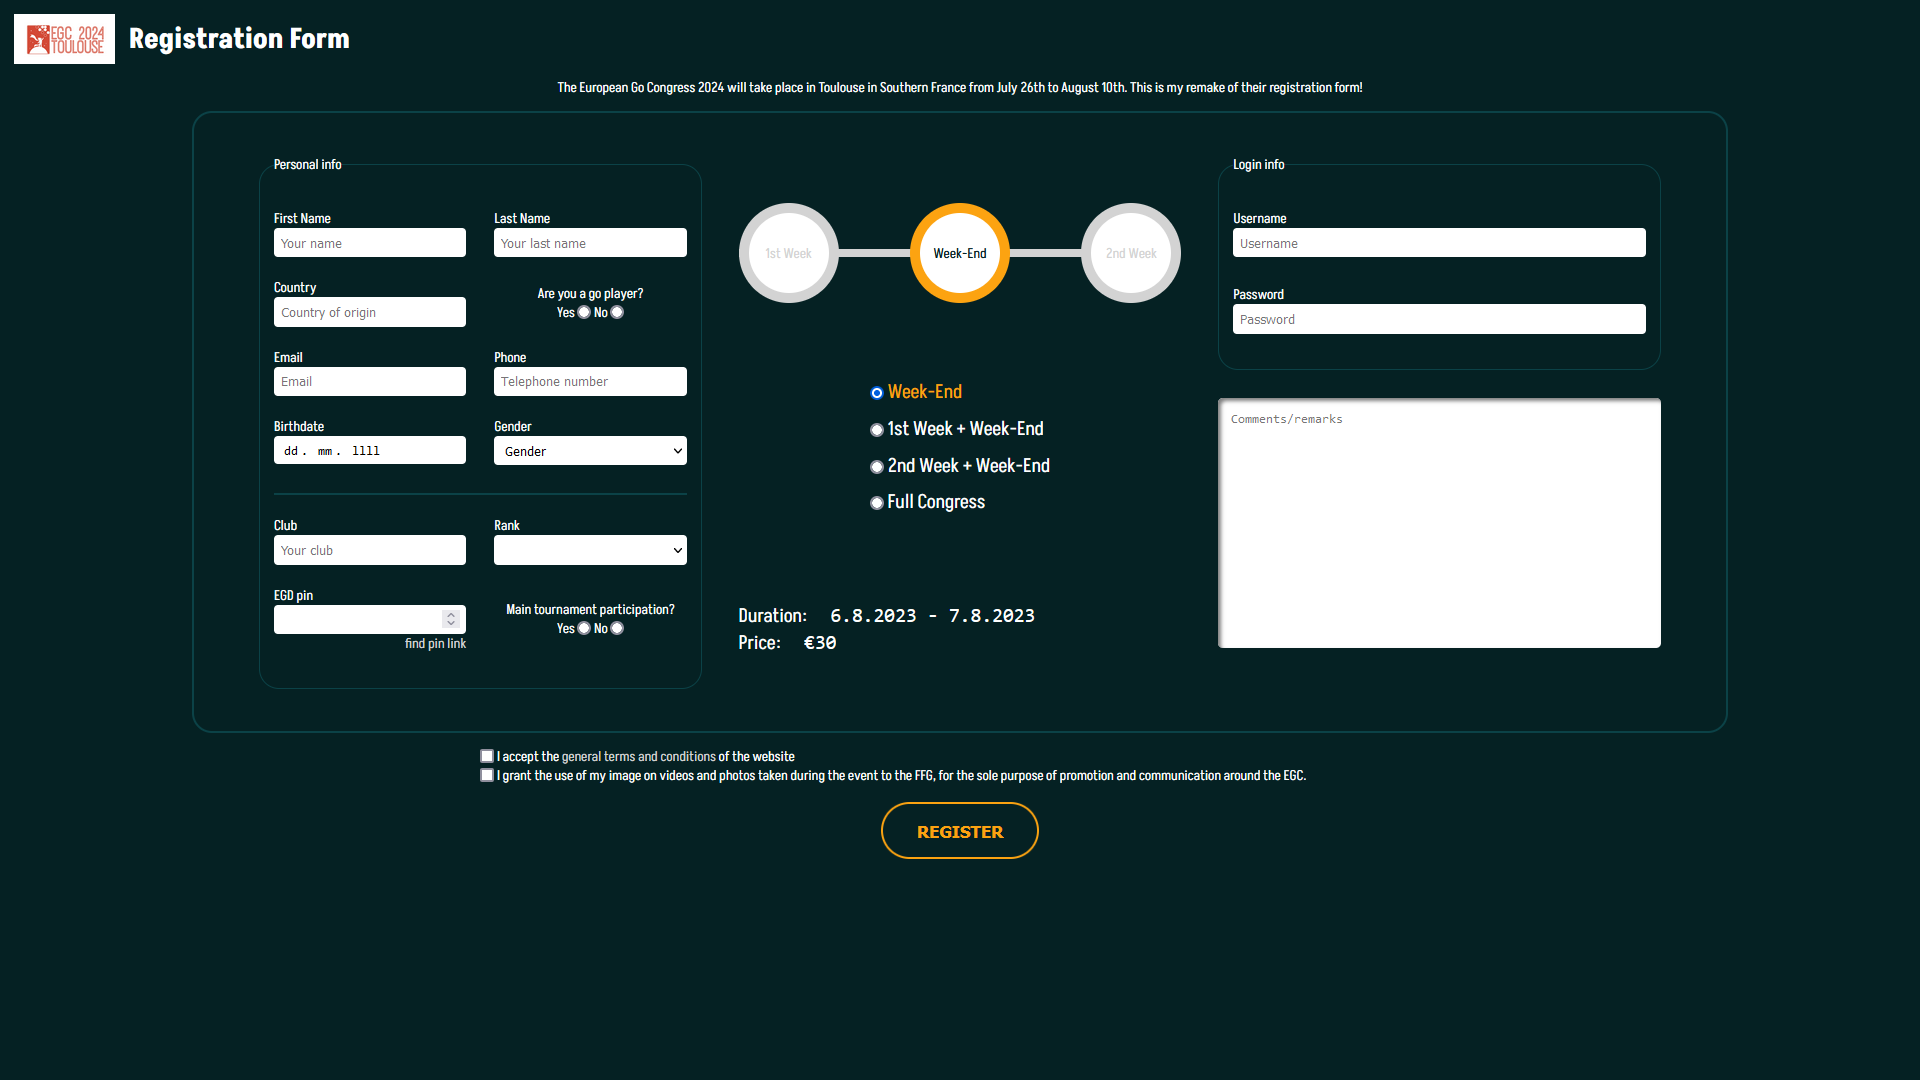 EGC 2024
TOULOUSE
Registration Form
The European Go Congress 2024 will take place in Toulouse in Southern France from July 26th to August 10th. This is my remake of their registration form!
Personal info
First Name
Your name
Last Name
Your last name
Country
Country of origin
Are you a go player?
Yes No
Email
Email
Phone
Telephone number
Birthdate
dd. mm. 1111
Gender
Gender
Club
Your club
Rank
EGD pin
find pin link
Main tournament participation?
Yes No
1st Week
Week-End
2nd Week
Week-End
1st Week + Week-End
2nd Week + Week-End
Full Congress
Duration: 6.8.2023 - 7.8.2023
Price: €30
Login info
Username
Username
Password
Password
Comments/remarks
I accept the general terms and conditions of the website
I grant the use of my image on videos and photos taken during the event to the FFG, for the sole purpose of promotion and communication around the EGC.
REGISTER